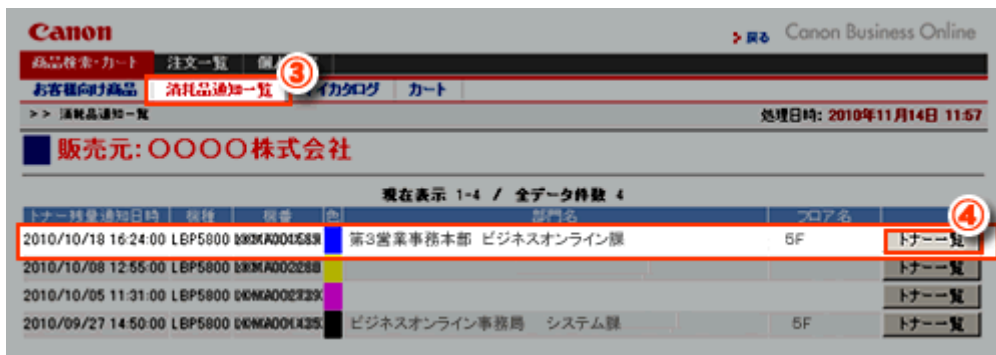 Canon
戻る Canon Business Online
商品検索・カート 注文一覧 個人
③
お客様向け商品 消耗品通知一覧 イカタログ カート
>> 消耗品通知一覧 処理日時: 2010年11月14日 11:57
販売元:〇〇〇〇株式会社
現在表示 1-4 / 全データ件数 4
トナー残量通知日時 機種 機番 色 部門名 フロア名
④
2010/10/18 16:24:00 LBP5800 第3営業事務本部 ビジネスオンライン課 5F トナー一覧
2010/10/08 12:55:00 LBP5800 トナー一覧
2010/10/05 11:31:00 LBP5800 トナー一覧
2010/09/27 14:50:00 LBP5800 ビジネスオンライン事務局 システム課 5F トナー一覧